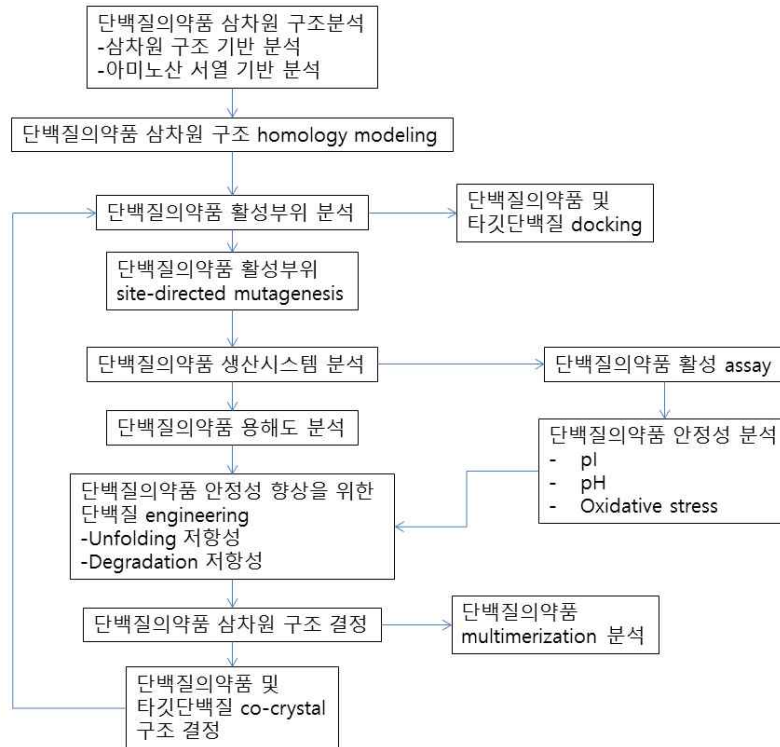 단백질의약품 삼차원 구조분석
-삼차원 구조 기반 분석
-아미노산 서열 기반 분석
단백질의약품 삼차원 구조 homology modeling
단백질의약품 활성부위 분석
단백질의약품 및
타깃단백질 docking
단백질의약품 활성부위
site-directed mutagenesis
단백질의약품 생산시스템 분석
단백질의약품 활성 assay
단백질의약품 용해도 분석
단백질의약품 안정성 분석
- pI
- pH
- Oxidative stress
단백질의약품 안정성 향상을 위한
단백질 engineering
-Unfolding 저항성
-Degradation 저항성
단백질의약품 삼차원 구조 결정
단백질의약품
multimerization 분석
단백질의약품 및
타깃단백질 co-crystal
구조 결정